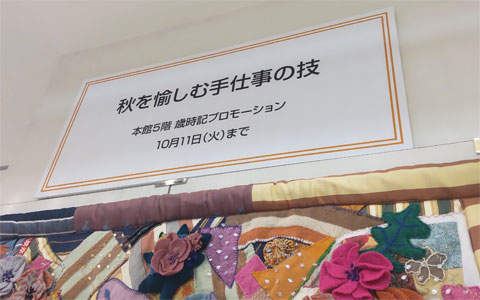 秋を愉しむ手仕事の技
本館5階 歳時記プロモーション
10月11日(火)まで